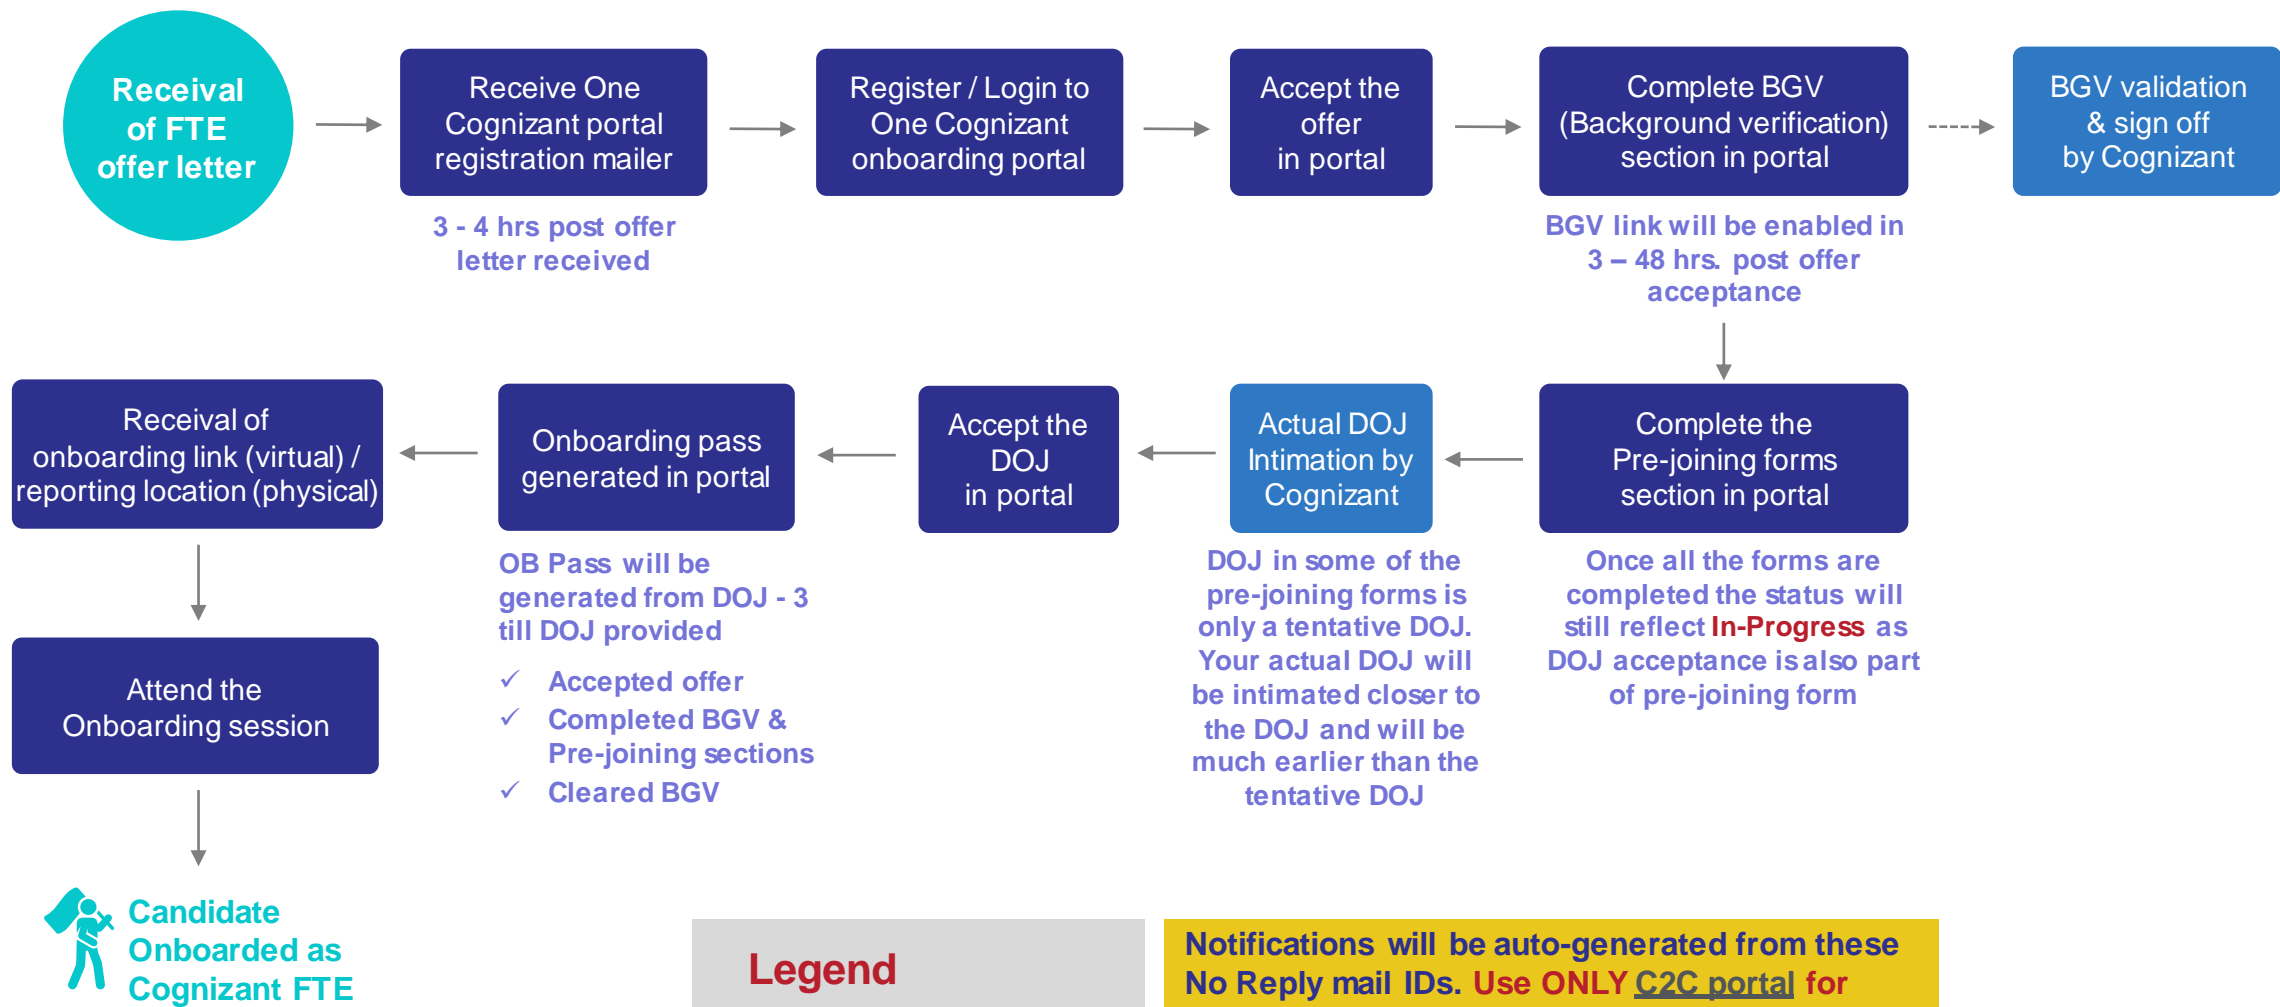 Receival
of FTE
offer letter
Receive One
Cognizant portal
registration mailer
3 - 4 hrs post offer
letter received
Register / Login to
One Cognizant
onboarding portal
Accept the
offer
in portal
Complete BGV
(Background verification)
section in portal
BGV link will be enabled in
3 – 48 hrs. post offer
acceptance
BGV validation
& sign off
by Cognizant
Complete the
Pre-joining forms
section in portal
Once all the forms are
completed the status will
still reflect In-Progress as
DOJ acceptance is also part
of pre-joining form
Actual DOJ
Intimation by
Cognizant
DOJ in some of the
pre-joining forms is
only a tentative DOJ.
Your actual DOJ will
be intimated closer to
the DOJ and will be
much earlier than the
tentative DOJ
Accept the
DOJ
in portal
Onboarding pass
generated in portal
OB Pass will be
generated from DOJ - 3
till DOJ provided
✓ Accepted offer
✓ Completed BGV &
Pre-joining sections
✓ Cleared BGV
Receival of
onboarding link (virtual) /
reporting location (physical)
Attend the
Onboarding session
Candidate
Onboarded as
Cognizant FTE
Legend
Notifications will be auto-generated from these
No Reply mail IDs. Use ONLY C2C portal for